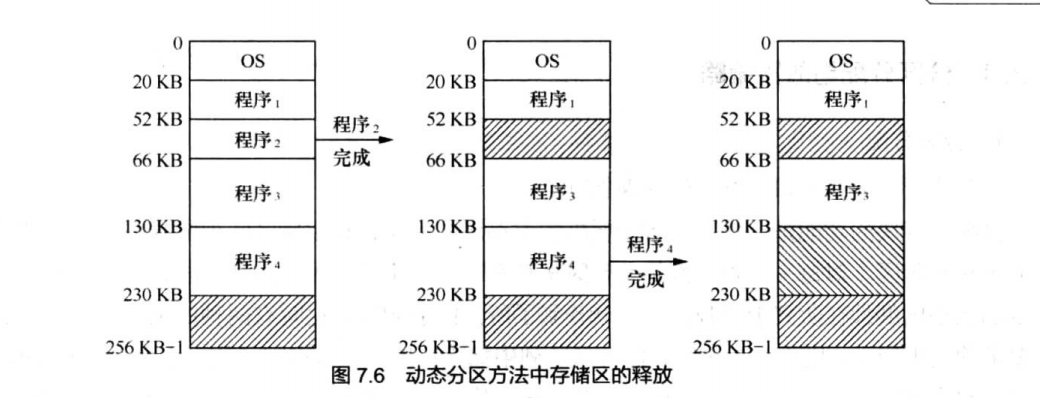 0
OS
20 KB
程序₁
52 KB
程序₂
66 KB
程序₃
130 KB
程序₄
230 KB
256 KB-1
程序₂
完成
0
OS
20 KB
程序₁
52 KB
66 KB
程序₃
130 KB
程序₄
230 KB
256 KB-1
程序₄
完成
0
OS
20 KB
程序₁
52 KB
66 KB
程序₃
130 KB
230 KB
256 KB-1
图 7.6 动态分区方法中存储区的释放